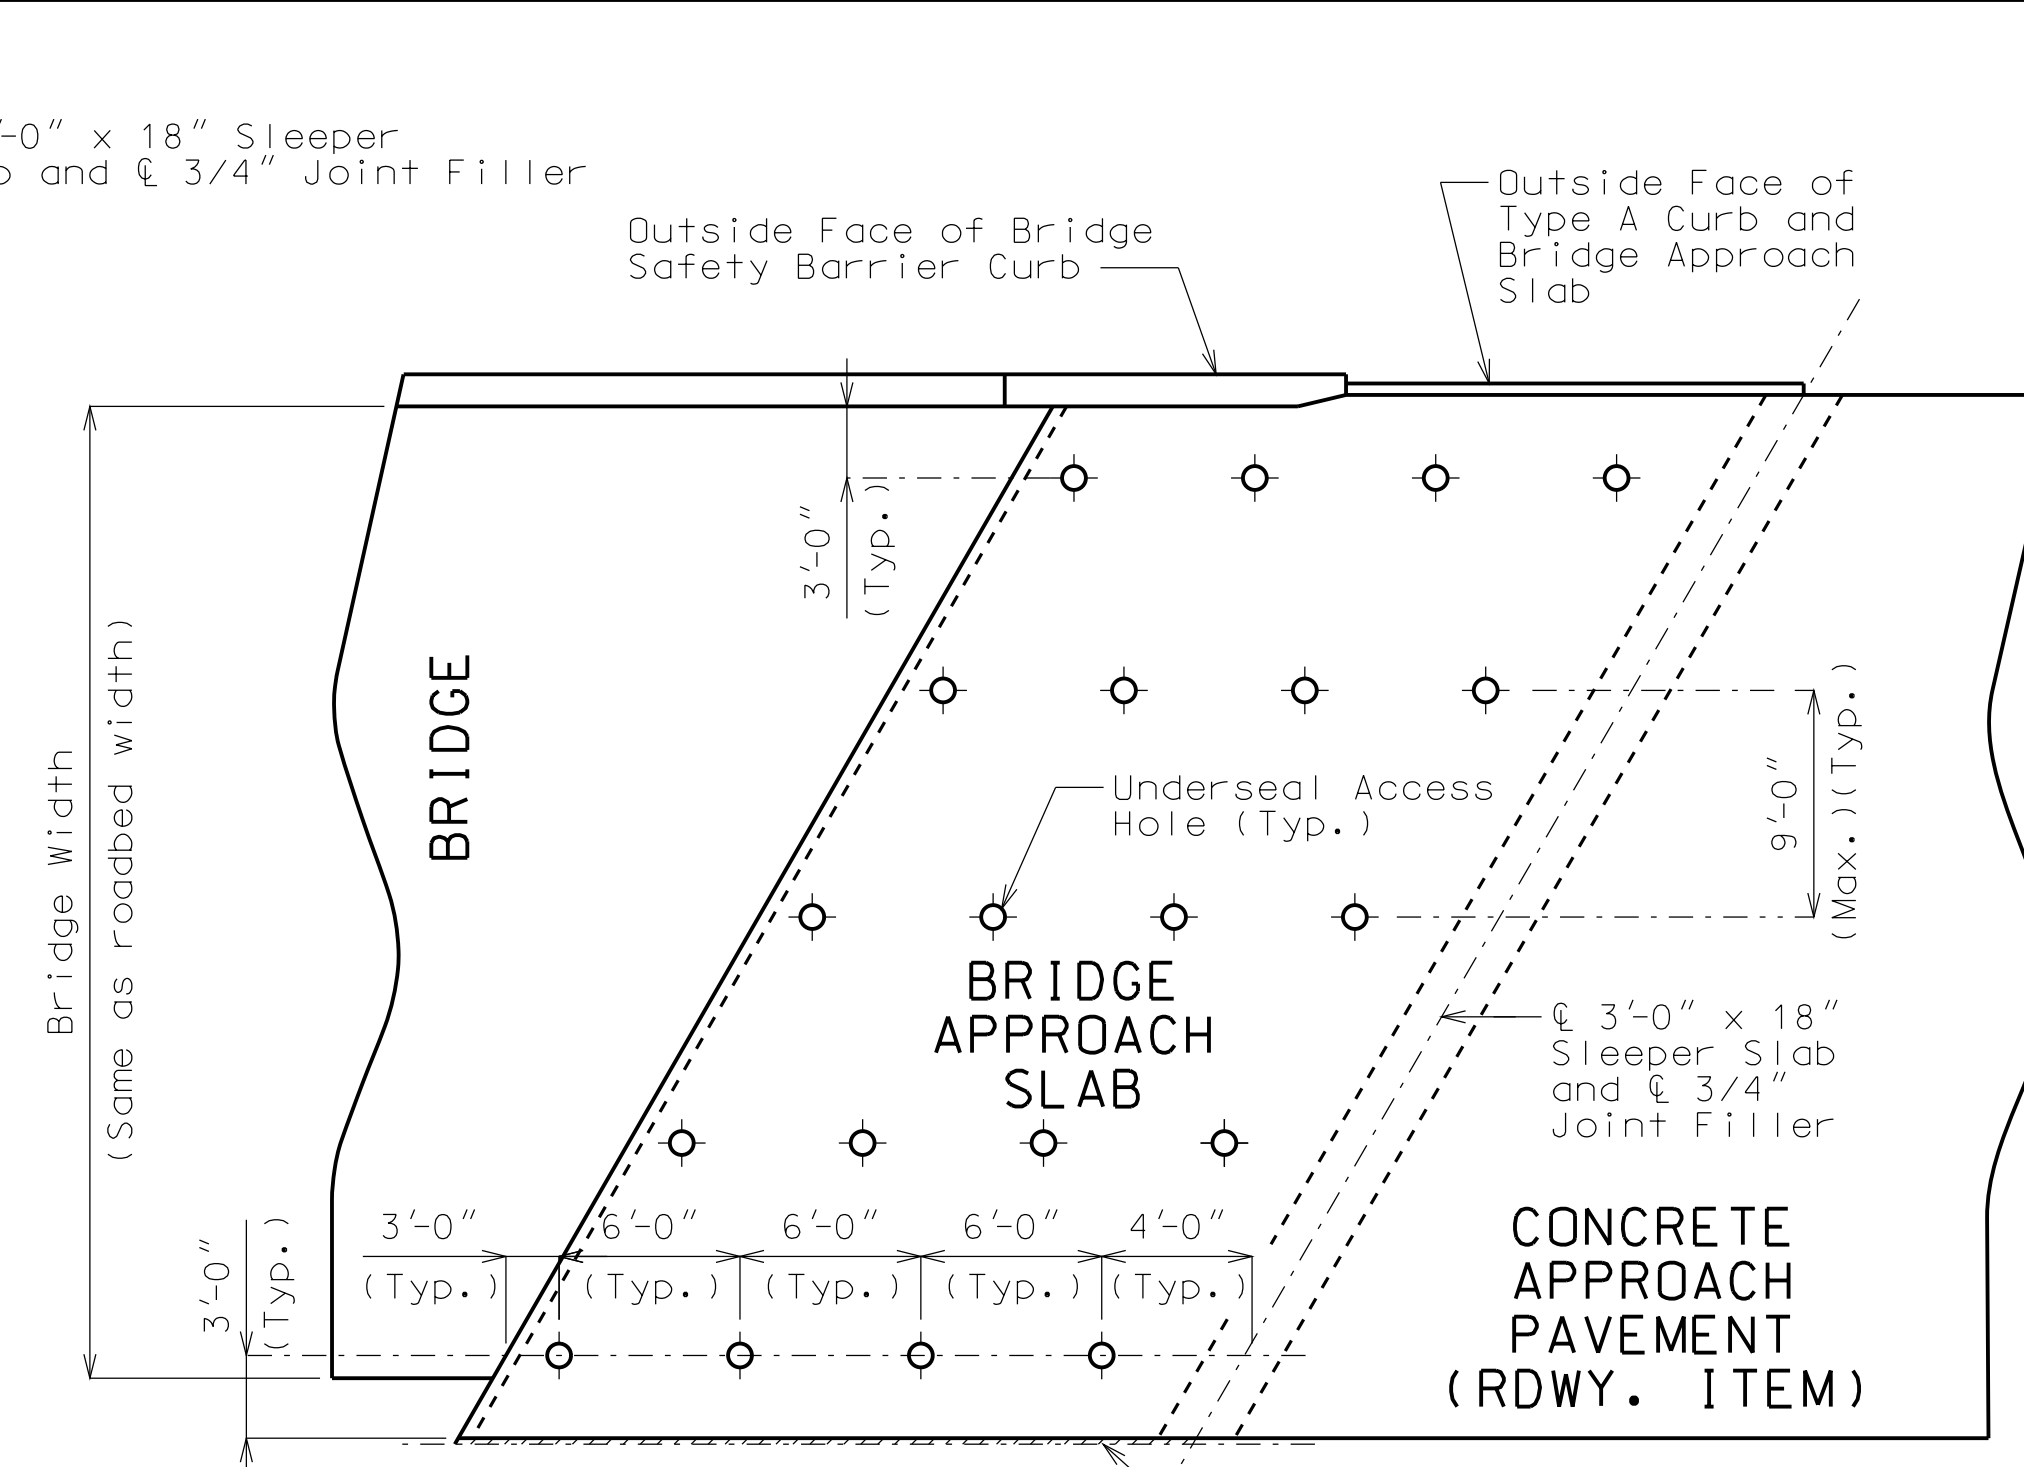 '-0" x 18" Sleeper
and ℄ 3/4" Joint Filler
Outside Face of Bridge
Safety Barrier Curb
Outside Face of
Type A Curb and
Bridge Approach
Slab
3'-0"
(Typ.)
BRIDGE
Bridge Width
(Same as roadbed width)
Underseal Access
Hole (Typ.)
9'-0"
(Max.)(Typ.)
BRIDGE
APPROACH
SLAB
℄ 3'-0" x 18"
Sleeper Slab
and ℄ 3/4"
Joint Filler
3'-0"
(Typ.)
3'-0" 6'-0" 6'-0" 6'-0" 4'-0"
(Typ.) (Typ.) (Typ.) (Typ.) (Typ.)
CONCRETE
APPROACH
PAVEMENT
(RDWY. ITEM)